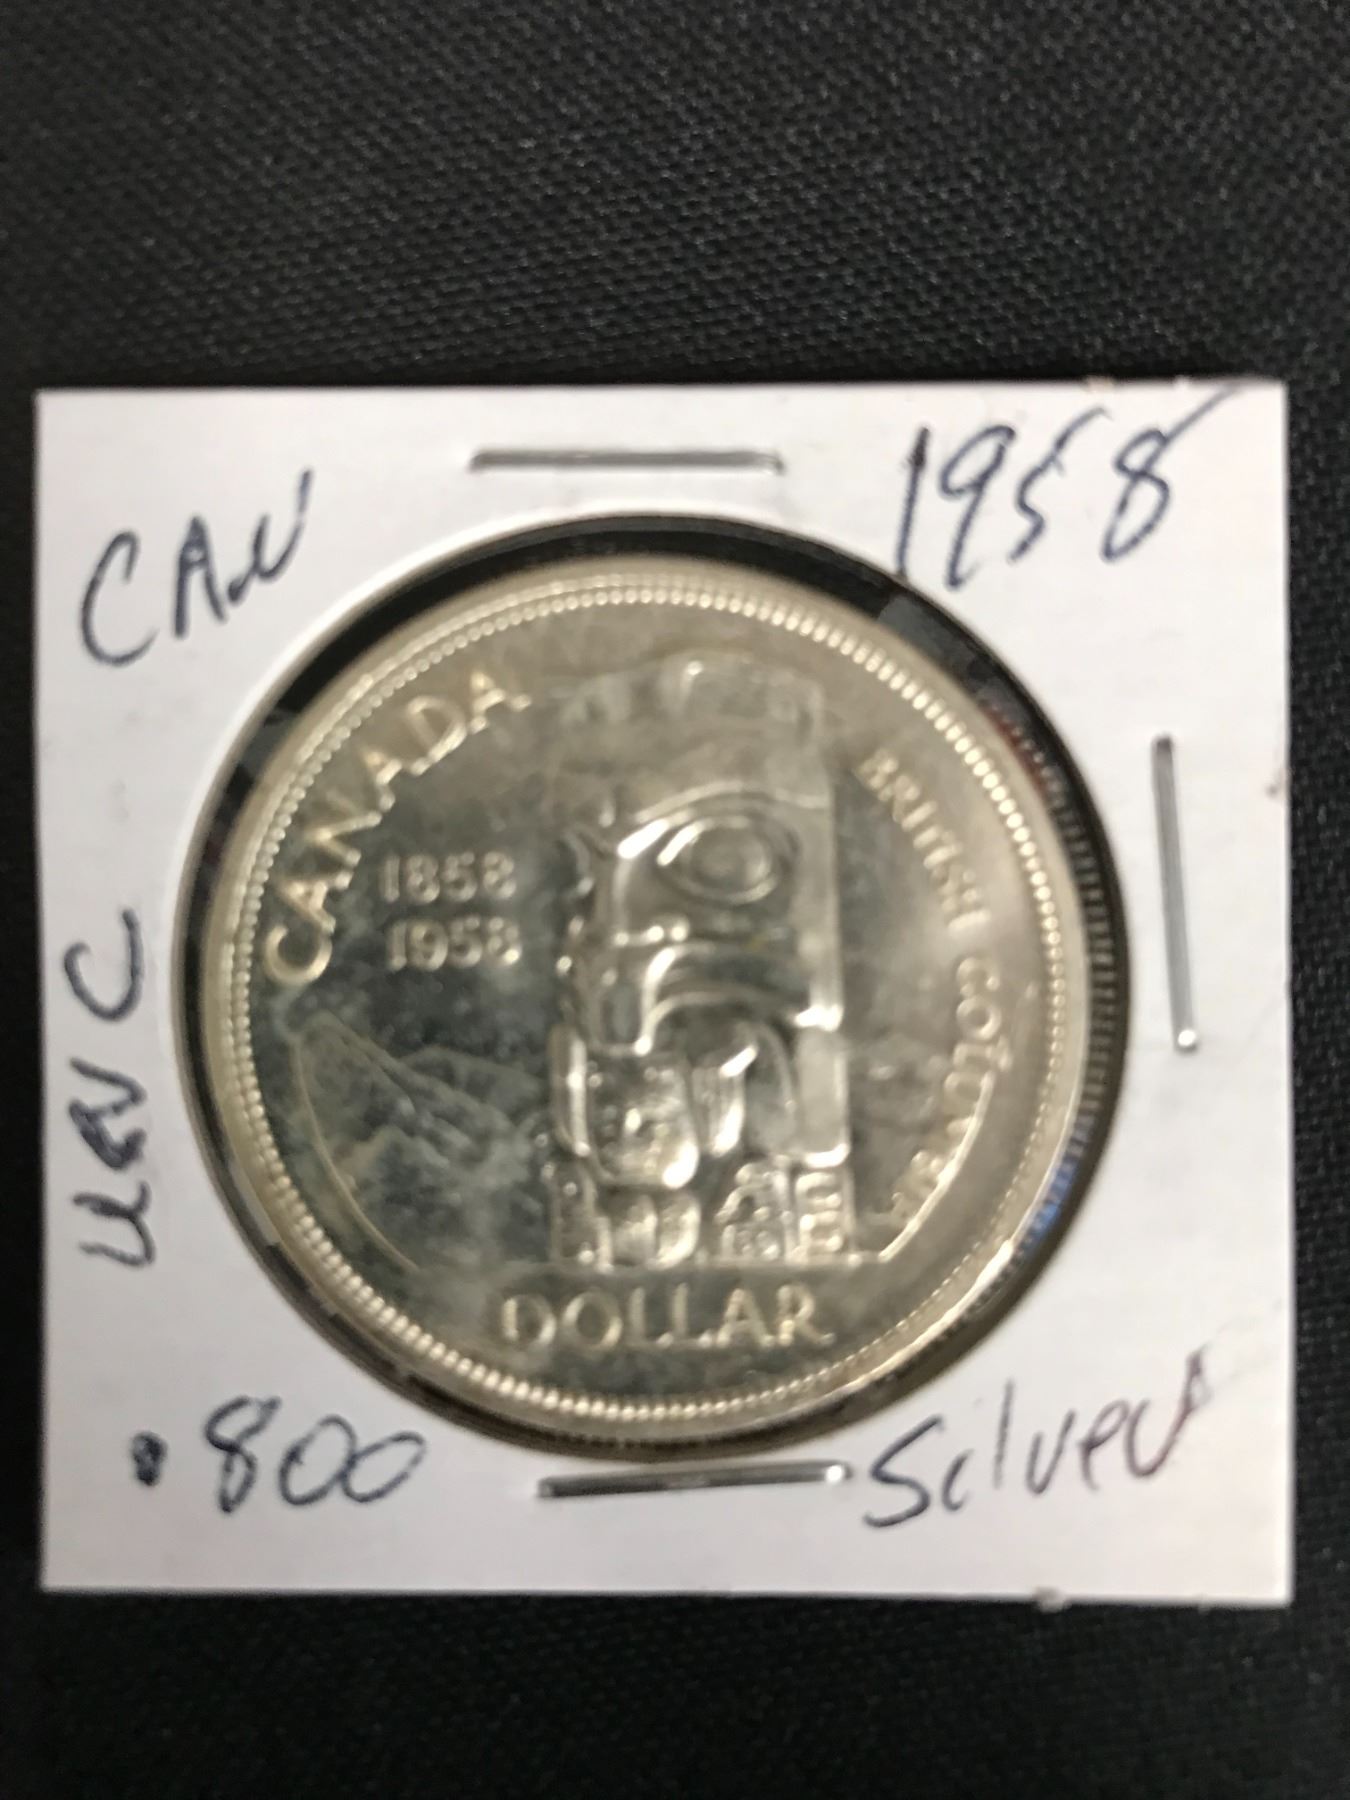 CAN
1958
CANADA
1858
1958
BRITISH COLUMBIA
DOLLAR
UNC
.800
Silver